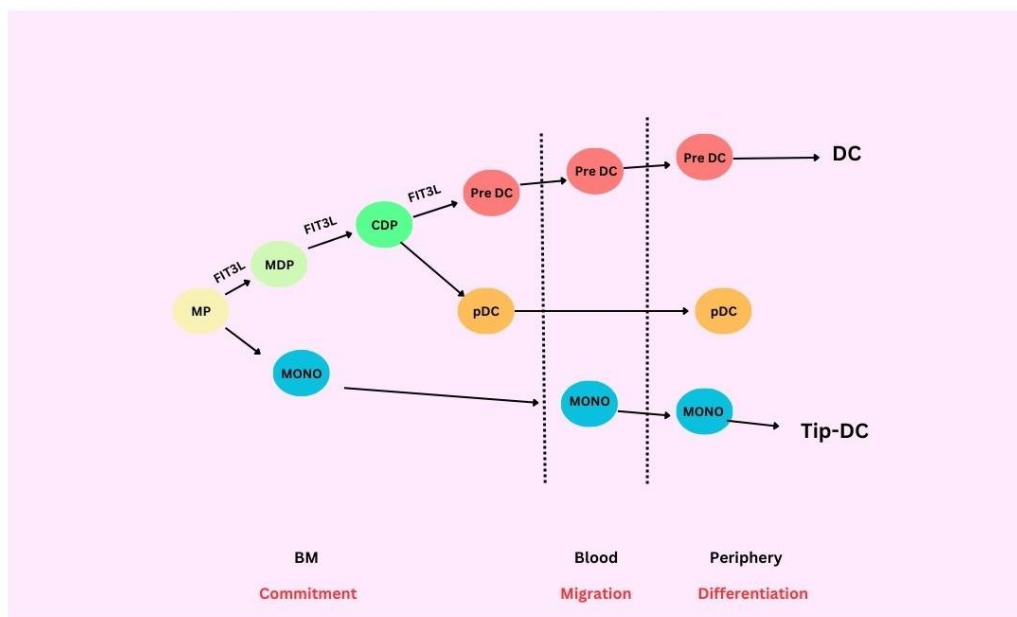 DC
Pre DC
Pre DC
Pre DC
FIT3L
CDP
FIT3L
MDP
FIT3L
MP
pDC
pDC
MONO
MONO
MONO
Tip-DC
BM
Blood
Periphery
Commitment
Migration
Differentiation